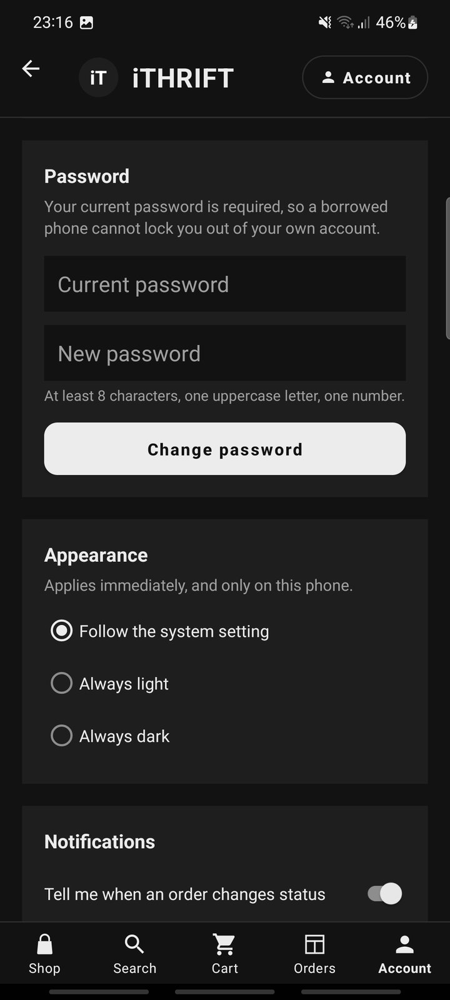 23:16
46%
iT
iTHRIFT
Account
Password
Your current password is required, so a borrowed
phone cannot lock you out of your own account.
Current password
New password
At least 8 characters, one uppercase letter, one number.
Change password
Appearance
Applies immediately, and only on this phone.
Follow the system setting
Always light
Always dark
Notifications
Tell me when an order changes status
Shop
Search
Cart
Orders
Account